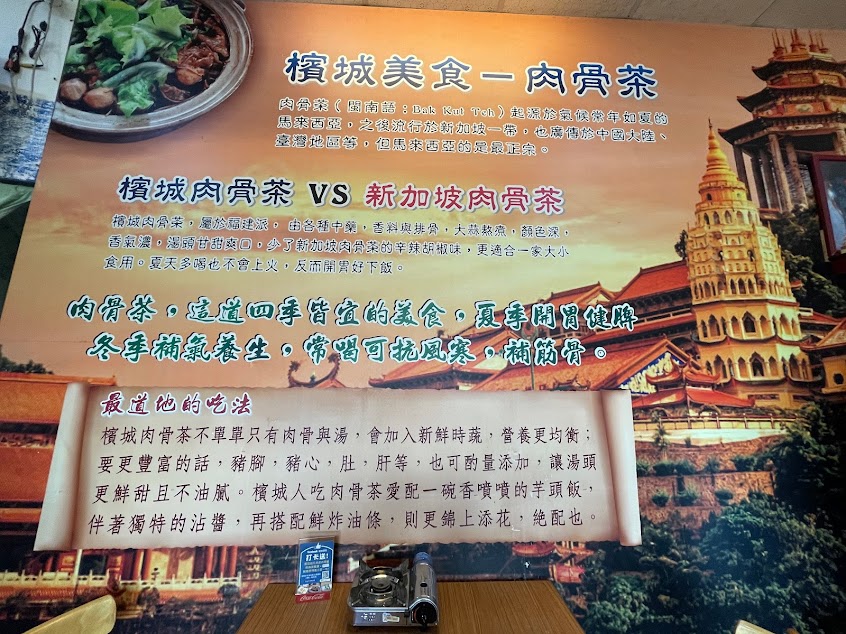 檳城美食－肉骨茶
肉骨茶（閩南語：Bak Kut Teh）起源於氣候常年如夏的
馬來西亞，之後流行於新加坡一帶，也廣傳於中國大陸、
臺灣地區等，但馬來西亞的是最正宗。
檳城肉骨茶 VS 新加坡肉骨茶
檳城肉骨茶，屬於福建派， 由各種中藥，香料與排骨，大蒜熬煮，顏色深，
香氣濃，湯頭甘甜爽口，少了新加坡肉骨茶的辛辣胡椒味，更適合一家大小
食用。夏天多喝也不會上火，反而開胃好下飯。
肉骨茶，這道四季皆宜的美食，夏季開胃健脾
冬季補氣養生，常喝可抗風寒，補筋骨。
最道地的吃法
檳城肉骨茶不單單只有肉骨與湯，會加入新鮮時蔬，營養更均衡；
要更豐富的話，豬腳，豬心，肚，肝等，也可酌量添加，讓湯頭
更鮮甜且不油膩。檳城人吃肉骨茶愛配一碗香噴噴的芋頭飯，
伴著獨特的沾醬，再搭配鮮炸油條，則更錦上添花，絕配也。
打卡送！
Coca-Cola